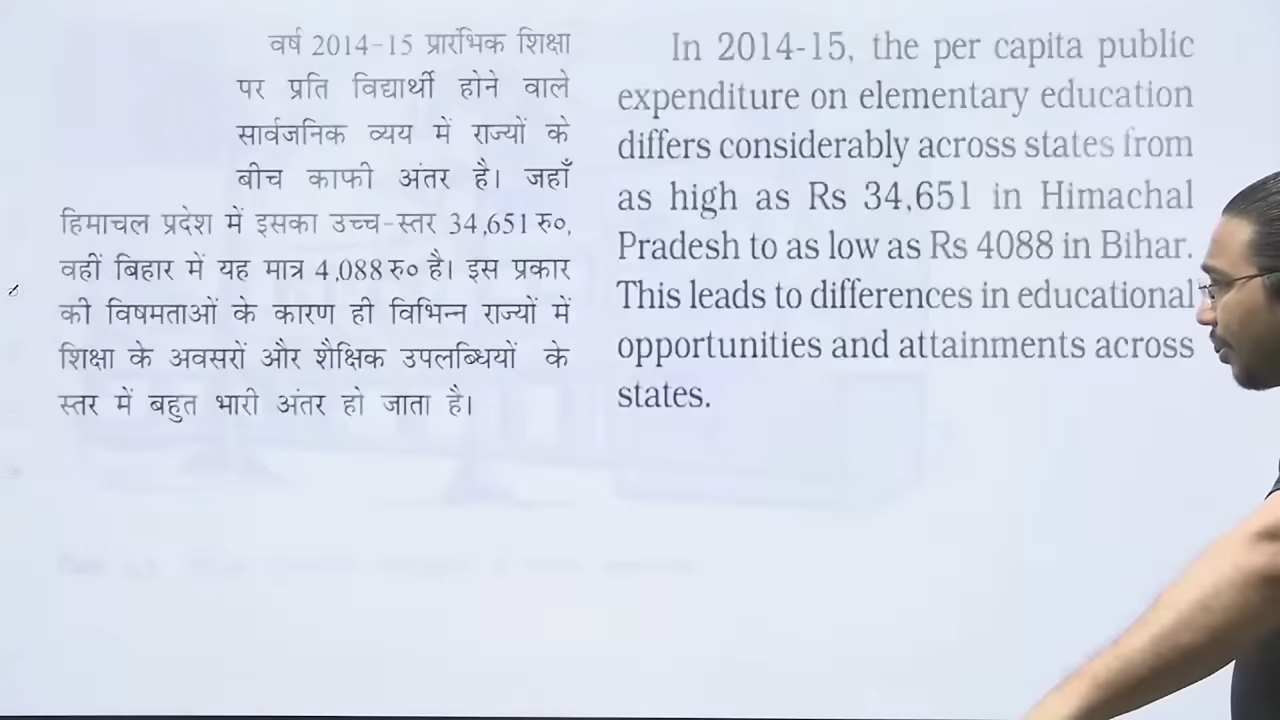 वर्ष 2014-15 प्रारंभिक शिक्षा
पर प्रति विद्यार्थी होने वाले
सार्वजनिक व्यय में राज्यों के
बीच काफी अंतर है। जहाँ
हिमाचल प्रदेश में इसका उच्च-स्तर 34,651 रु०,
वहीं बिहार में यह मात्र 4,088 रु० है। इस प्रकार
की विषमताओं के कारण ही विभिन्न राज्यों में
शिक्षा के अवसरों और शैक्षिक उपलब्धियों के
स्तर में बहुत भारी अंतर हो जाता है।
In 2014-15, the per capita public
expenditure on elementary education
differs considerably across states from
as high as Rs 34,651 in Himachal
Pradesh to as low as Rs 4088 in Bihar.
This leads to differences in educational
opportunities and attainments across
states.